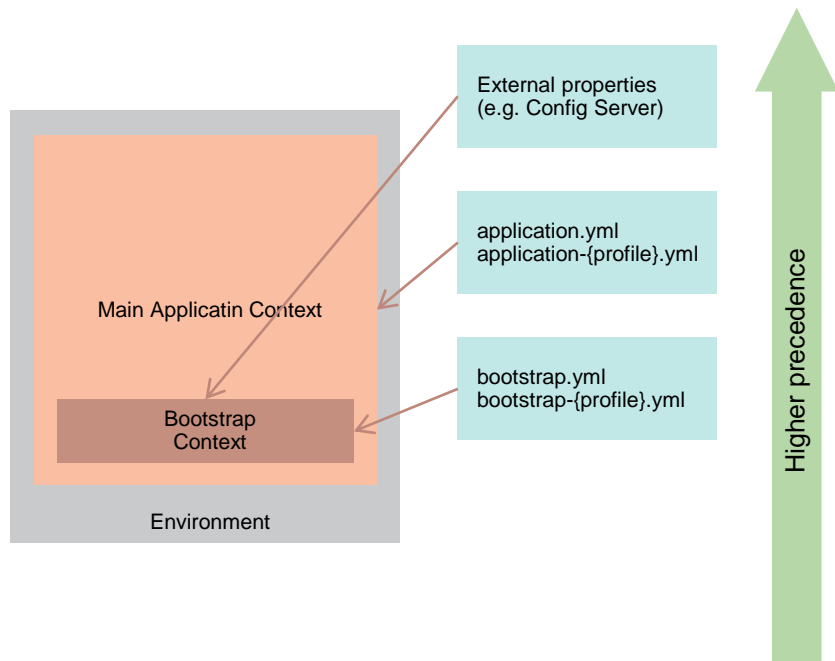 External properties
(e.g. Config Server)
application.yml
application-{profile}.yml
Main Applicatin Context
bootstrap.yml
bootstrap-{profile}.yml
Bootstrap
Context
Environment
Higher precedence